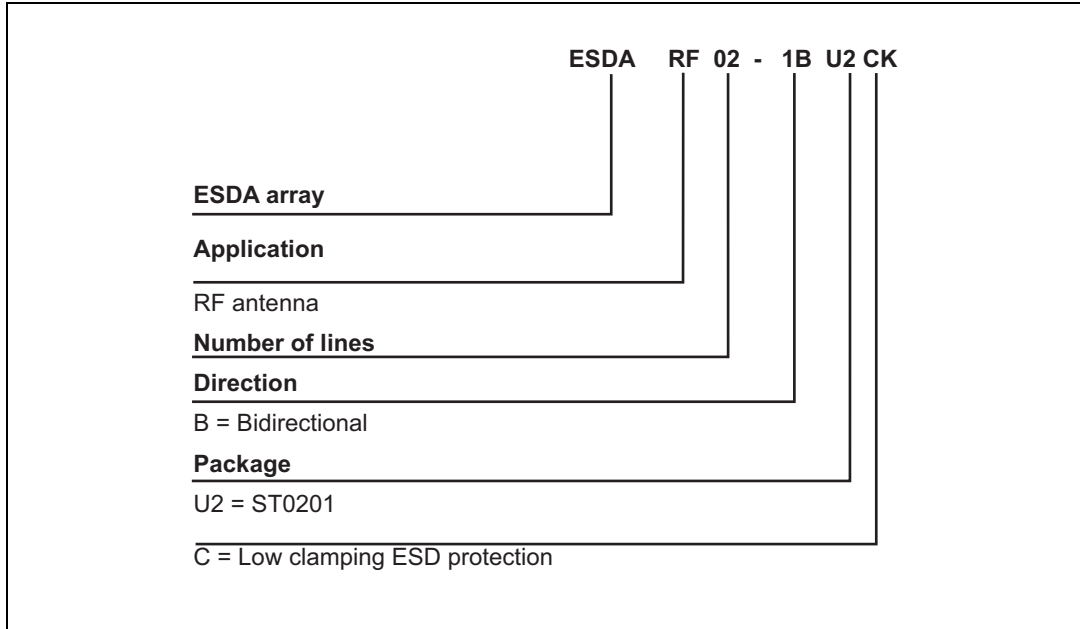 ESDA RF 02 - 1B U2 CK
ESDA array
Application
RF antenna
Number of lines
Direction
B = Bidirectional
Package
U2 = ST0201
C = Low clamping ESD protection